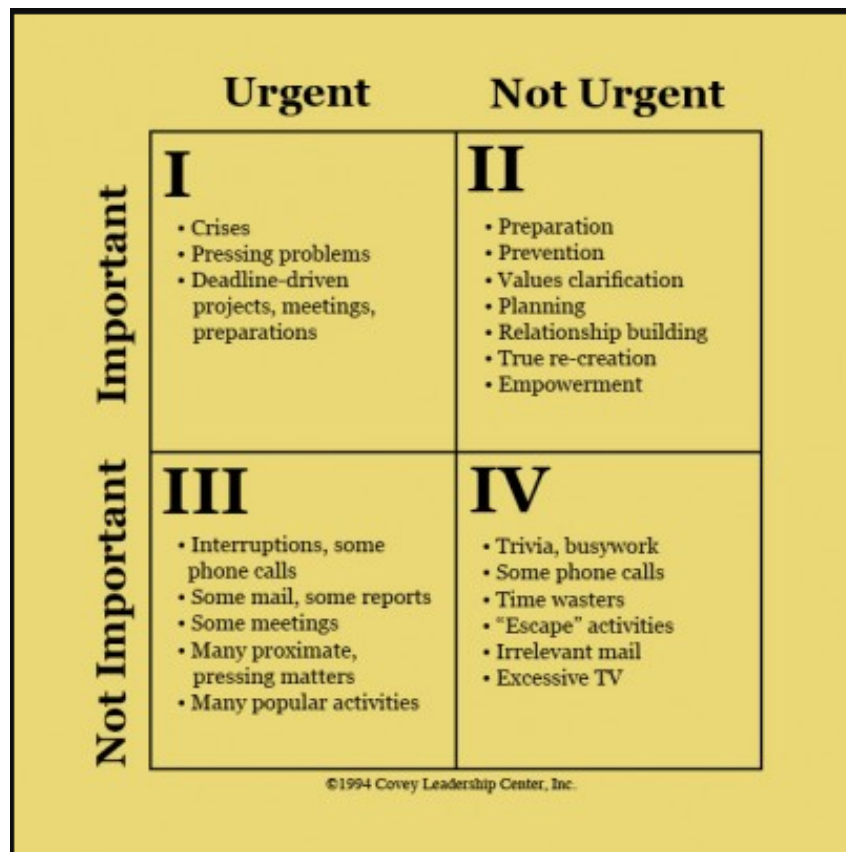 Urgent
Not Urgent
Important
I
• Crises
• Pressing problems
• Deadline-driven
projects, meetings,
preparations
II
• Preparation
• Prevention
• Values clarification
• Planning
• Relationship building
• True re-creation
• Empowerment
Not Important
III
• Interruptions, some
phone calls
• Some mail, some reports
• Some meetings
• Many proximate,
pressing matters
• Many popular activities
IV
• Trivia, busywork
• Some phone calls
• Time wasters
• “Escape” activities
• Irrelevant mail
• Excessive TV
©1994 Covey Leadership Center, Inc.